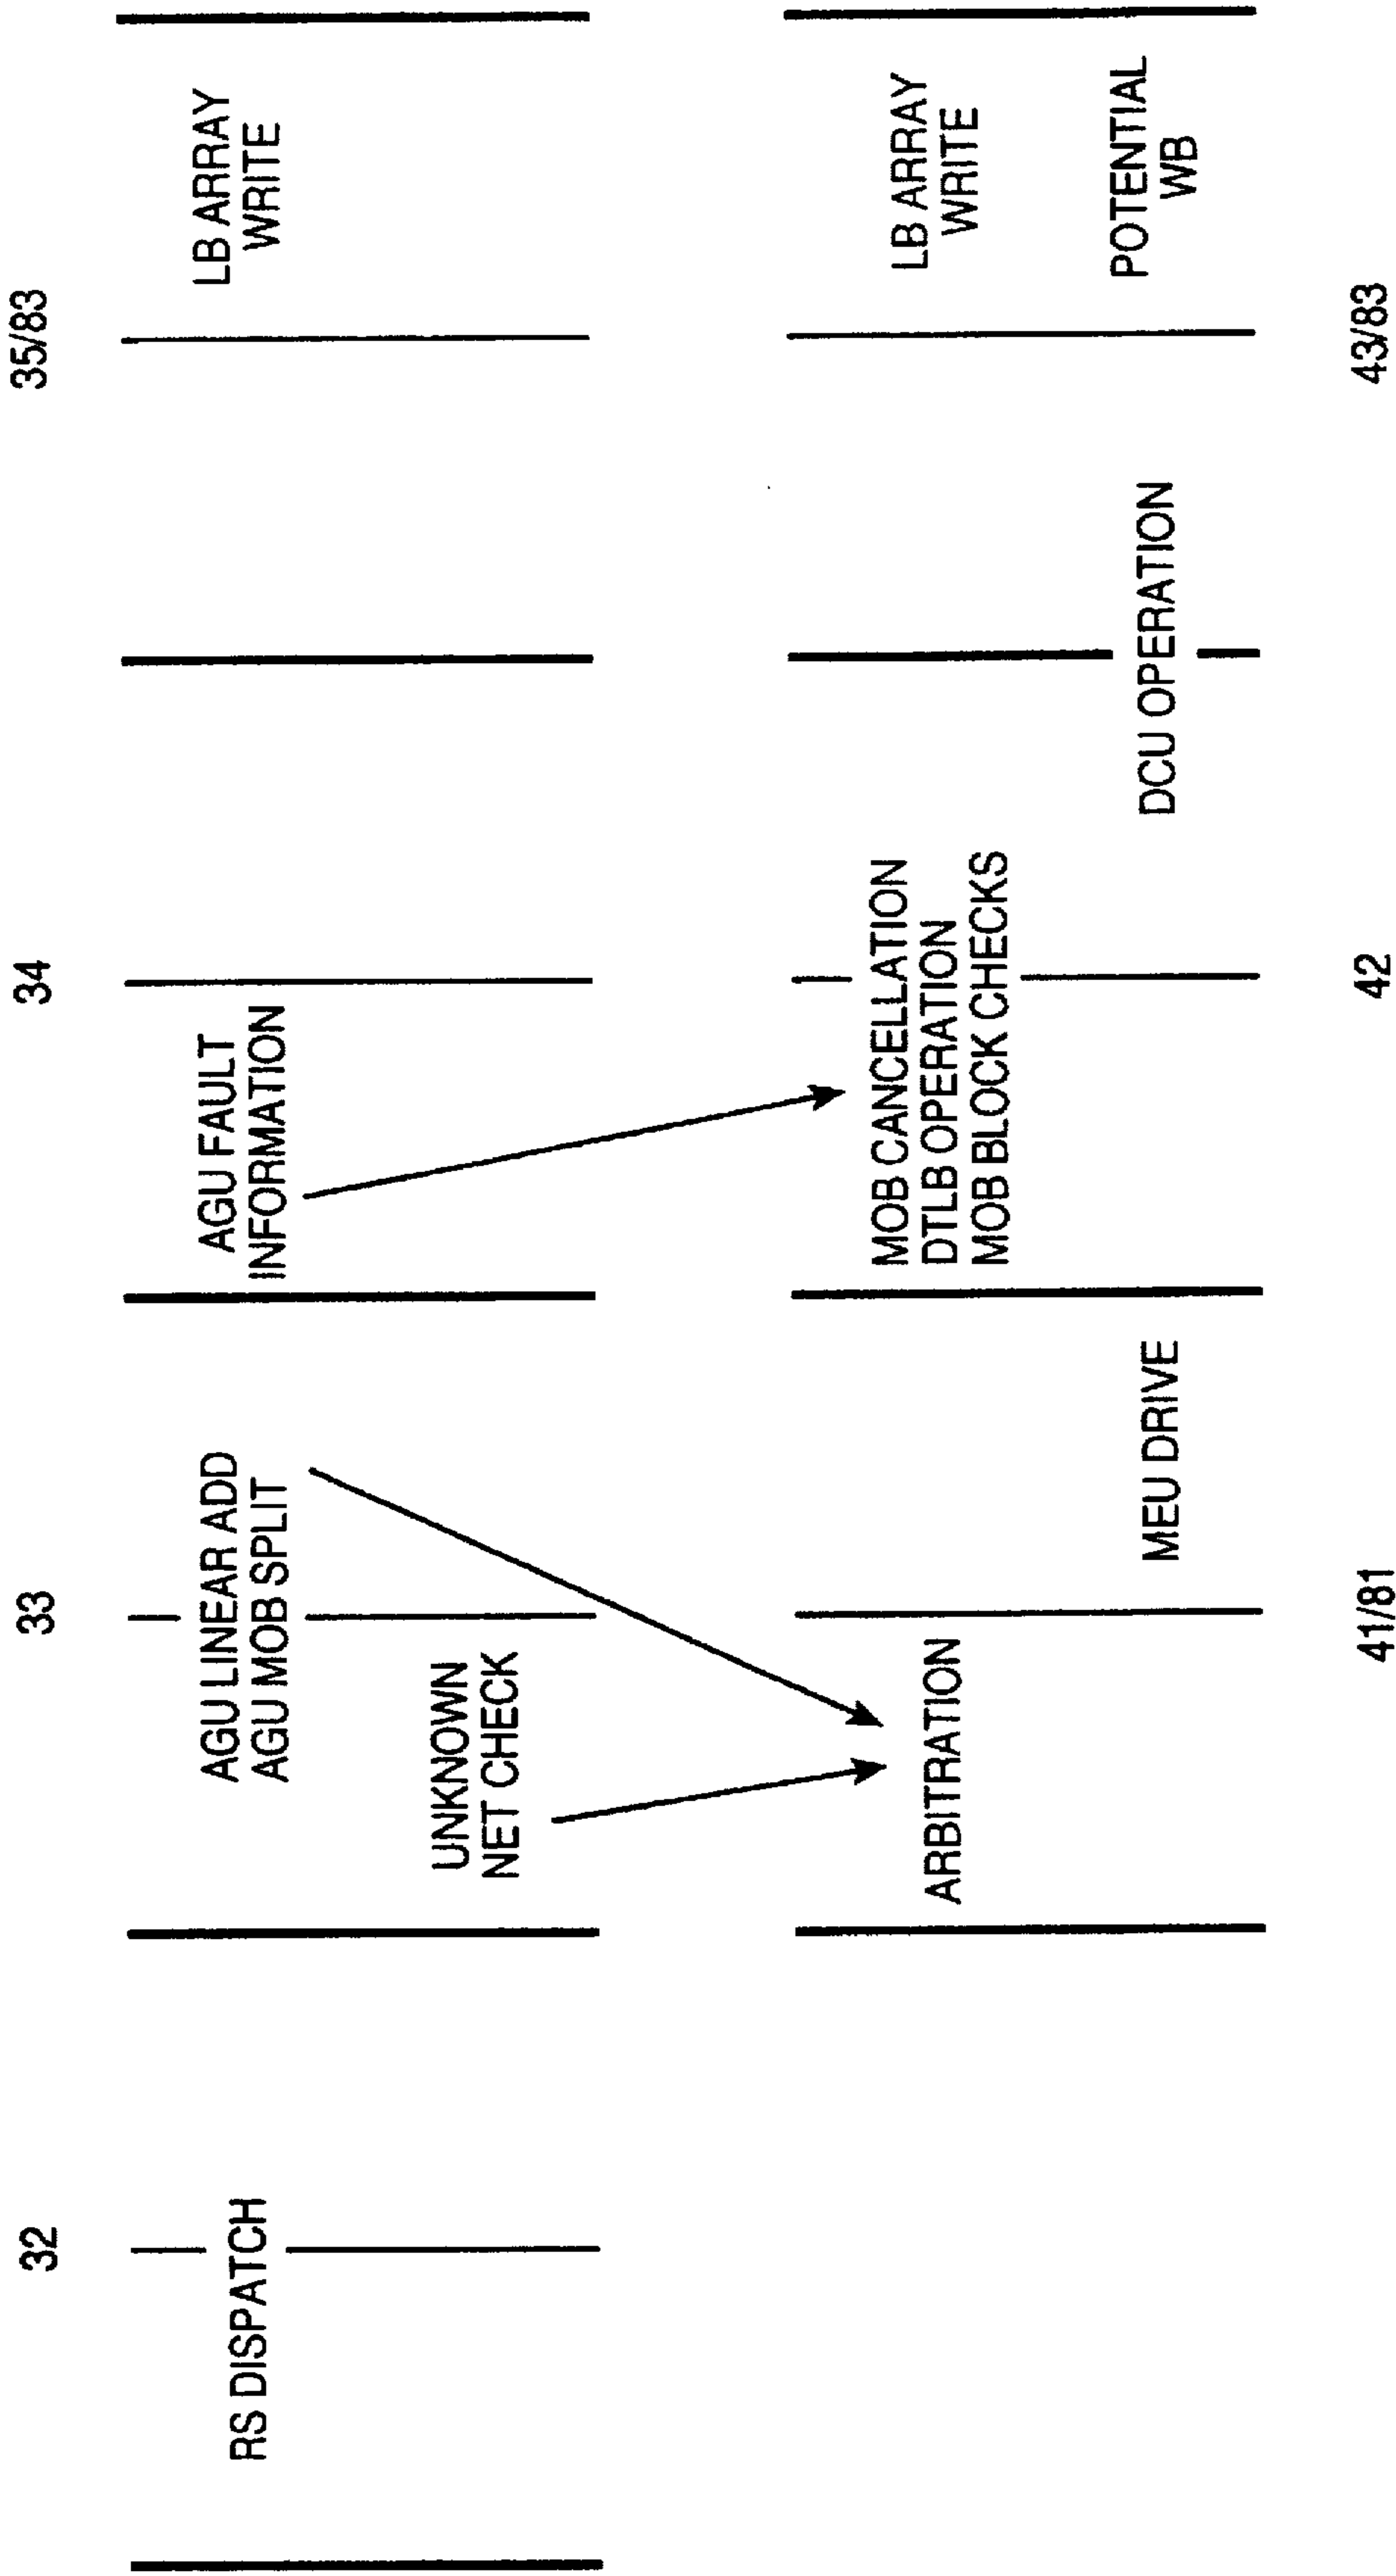 32
33
34
35/83
RS DISPATCH
AGU LINEAR ADD
AGU MOB SPLIT
UNKNOWN
NET CHECK
AGU FAULT
INFORMATION
LB ARRAY
WRITE
ARBITRATION
MEU DRIVE
MOB CANCELLATION
DTLB OPERATION
MOB BLOCK CHECKS
DCU OPERATION
LB ARRAY
WRITE
POTENTIAL
WB
41/81
42
43/83